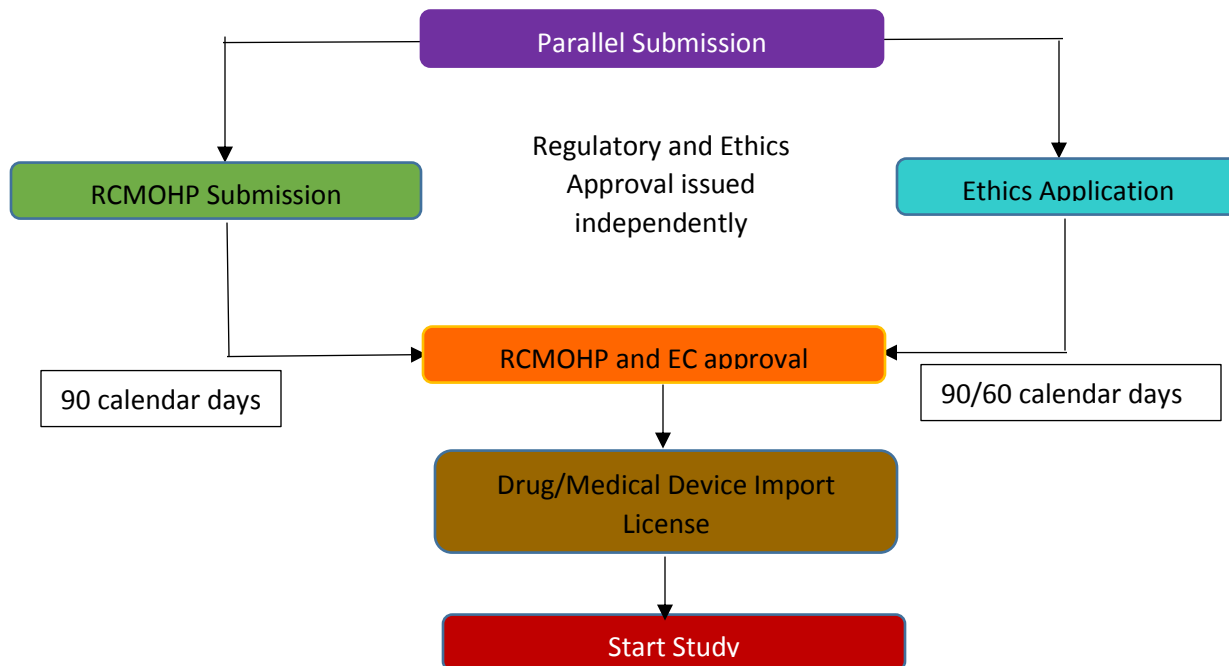 Parallel Submission
Regulatory and Ethics
Approval issued
independently
RCMOHP Submission
Ethics Application
RCMOHP and EC approval
90 calendar days
90/60 calendar days
Drug/Medical Device Import
License
Start Study